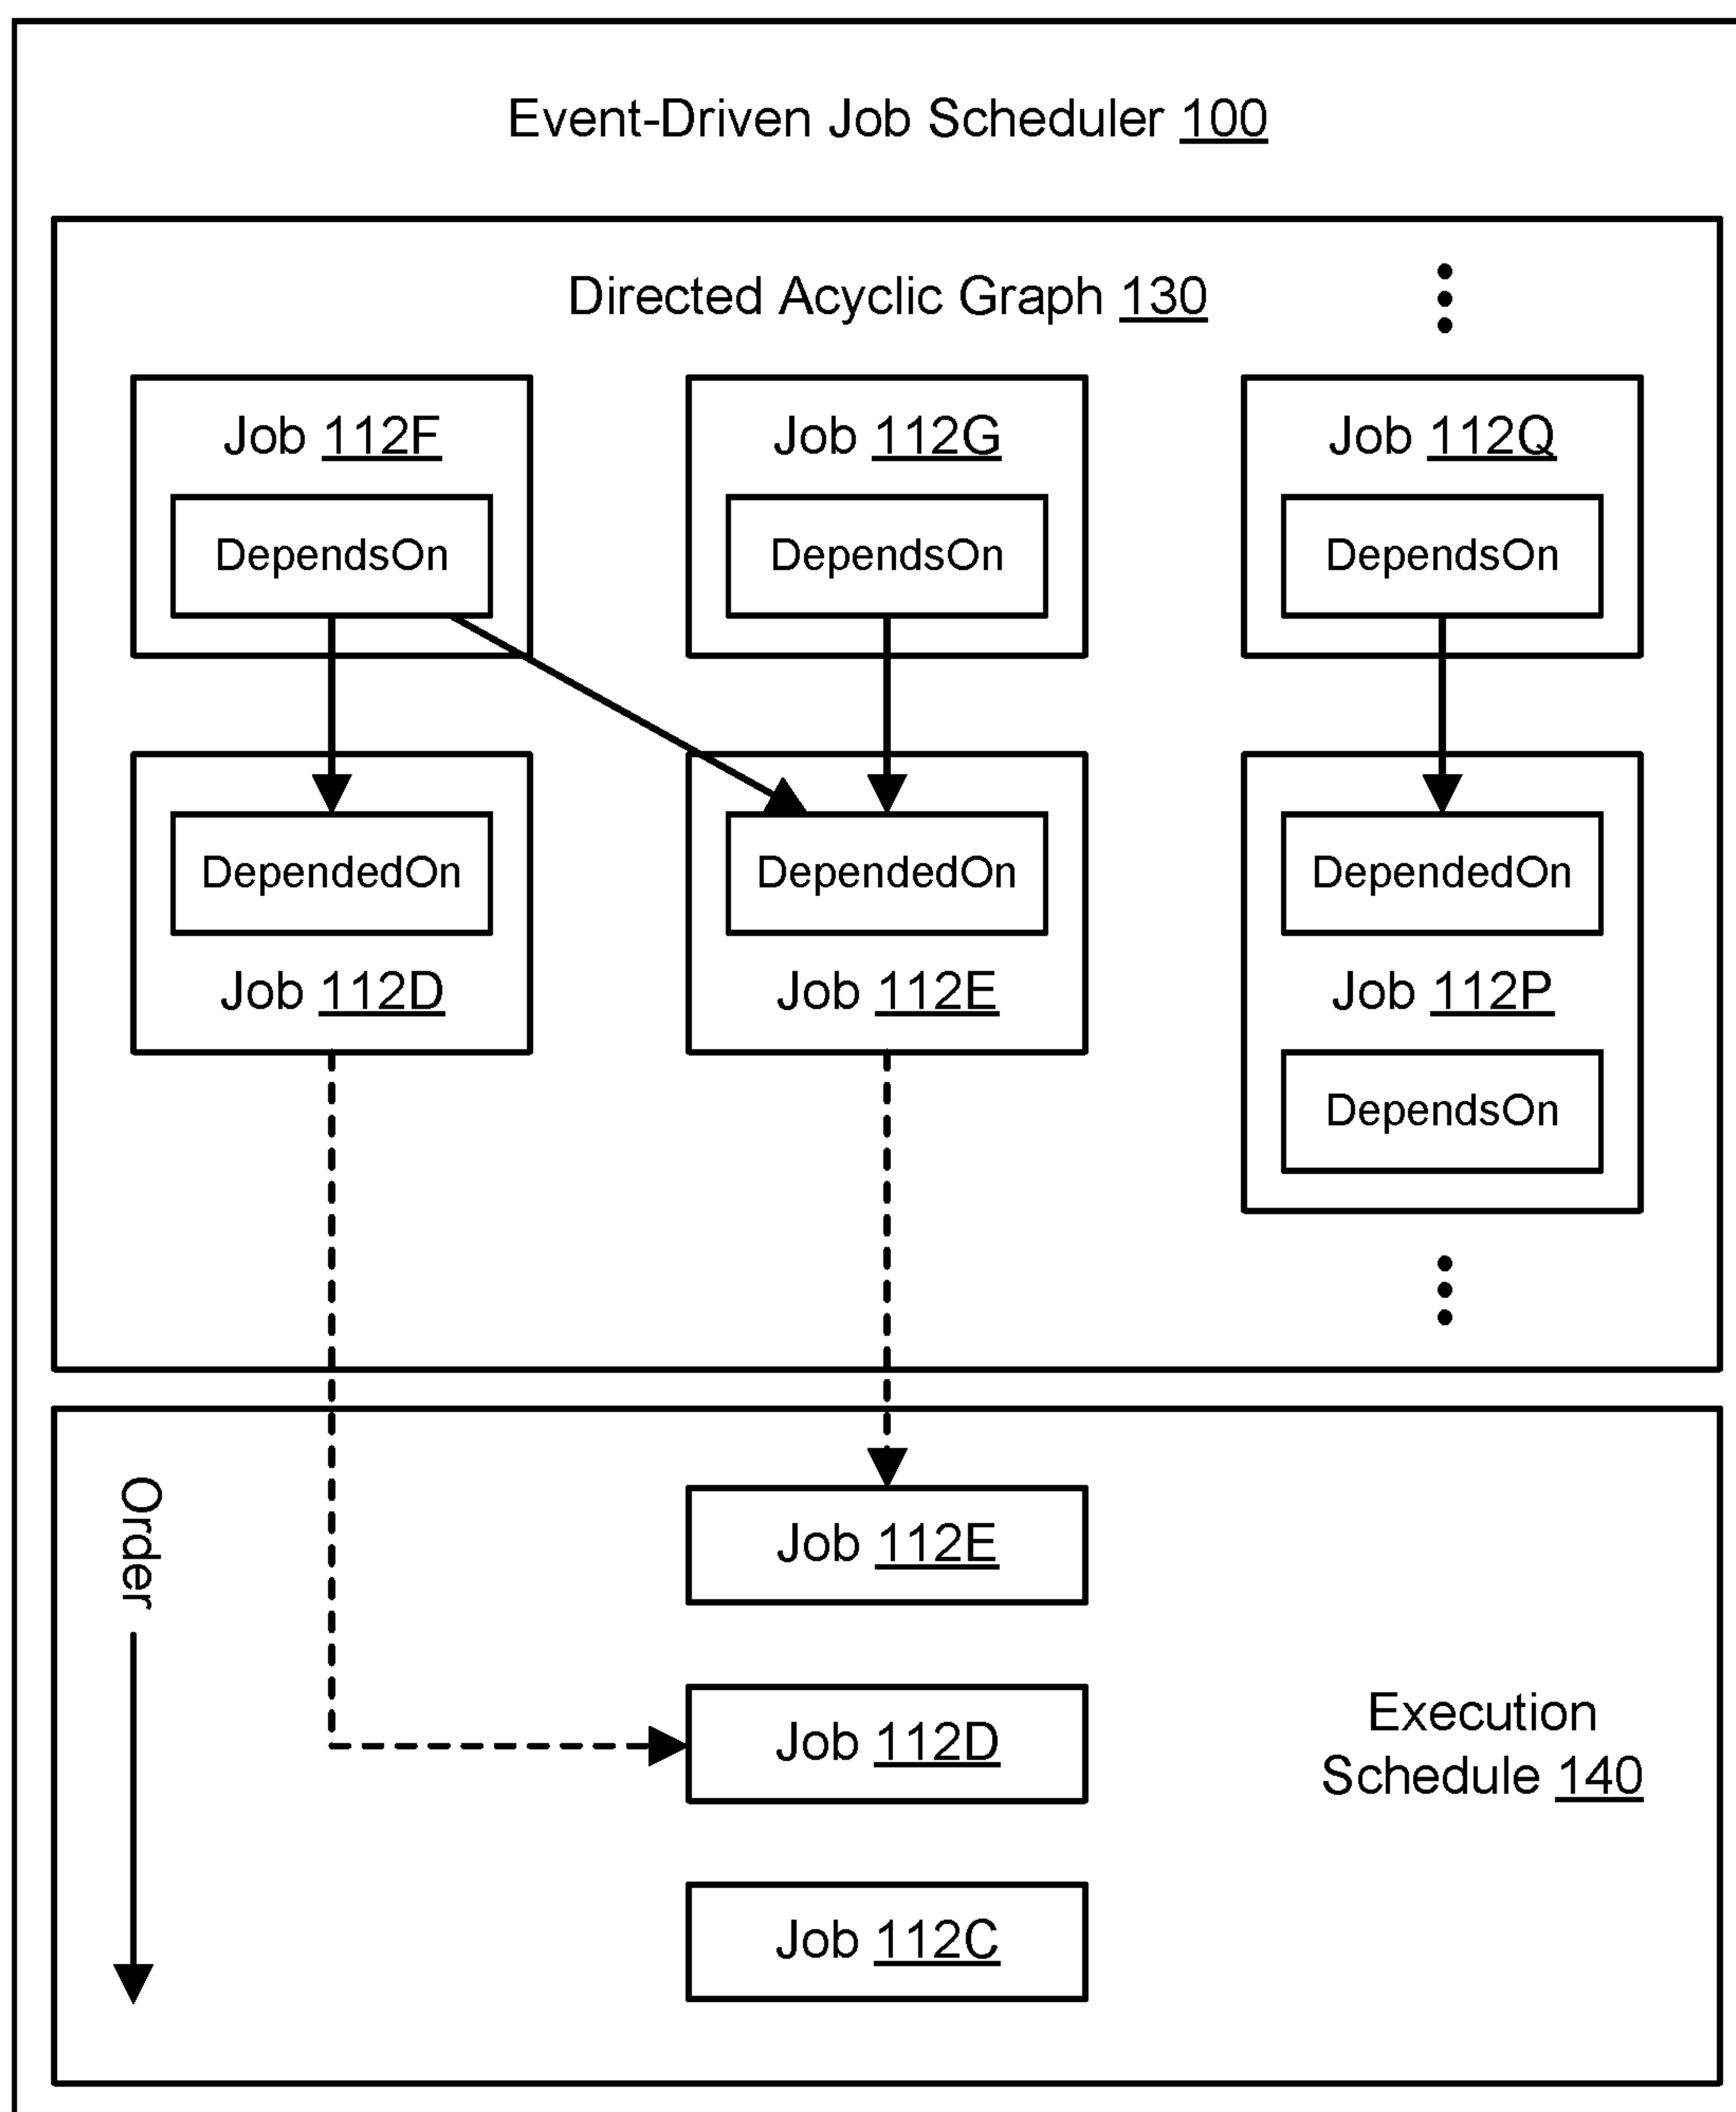 Event-Driven Job Scheduler 100
Directed Acyclic Graph 130
Job 112F
DependsOn
Job 112G
DependsOn
Job 112Q
DependsOn
DependedOn
Job 112D
DependedOn
Job 112E
DependedOn
Job 112P
DependsOn
Order
Job 112E
Job 112D
Job 112C
Execution
Schedule 140